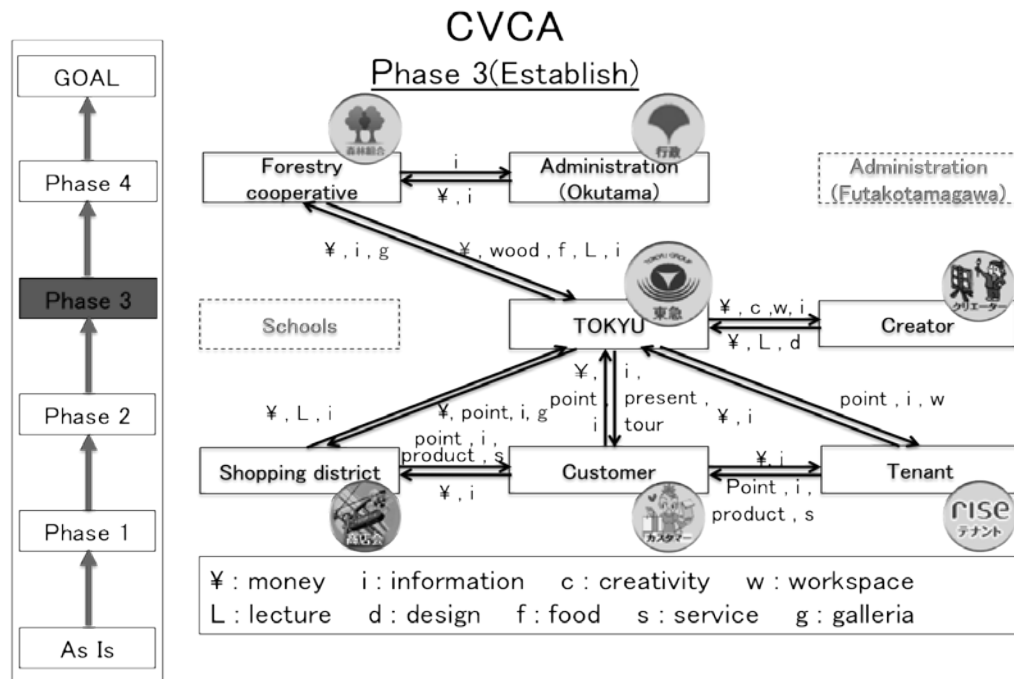 CVCA
Phase 3(Establish)
GOAL
Phase 4
Phase 3
Phase 2
Phase 1
As Is
森林組合
行政
Forestry
cooperative
i
¥ , i
Administration
(Okutama)
Administration
(Futakotamagawa)
¥ , i , g
¥ , wood , f , L , i
TOKYU GROUP
東急
クリエーター
Schools
TOKYU
¥ , c ,w, i
¥ , L , d
Creator
¥ , L , i
¥, point, i, g
¥,
point ,
i
i ,
present ,
tour
¥ , i
point , i , w
point , i ,
product , s
¥ , i
Shopping district
Customer
¥, i
Point , i ,
product , s
Tenant
商店会
カスタマー
rise
テナント
¥ : money i : information c : creativity w : workspace
L : lecture d : design f : food s : service g : galleria